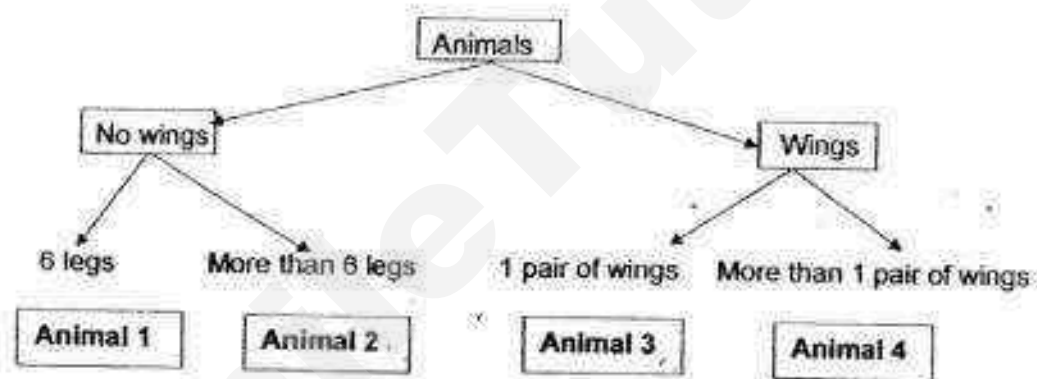 Animals
No wings
Wings
6 legs
More than 6 legs
1 pair of wings
More than 1 pair of wings
Animal 1
Animal 2
Animal 3
Animal 4